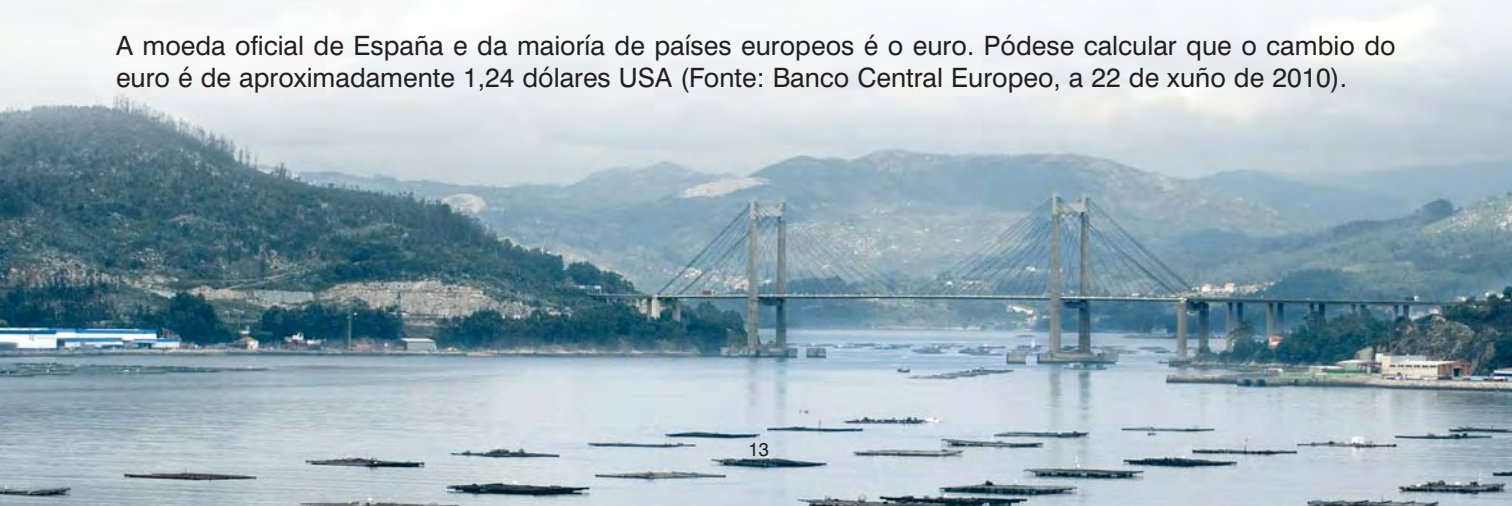 A moeda oficial de España e da maioría de países europeos é o euro. Pódese calcular que o cambio do
euro é de aproximadamente 1,24 dólares USA (Fonte: Banco Central Europeo, a 22 de xuño de 2010).
13